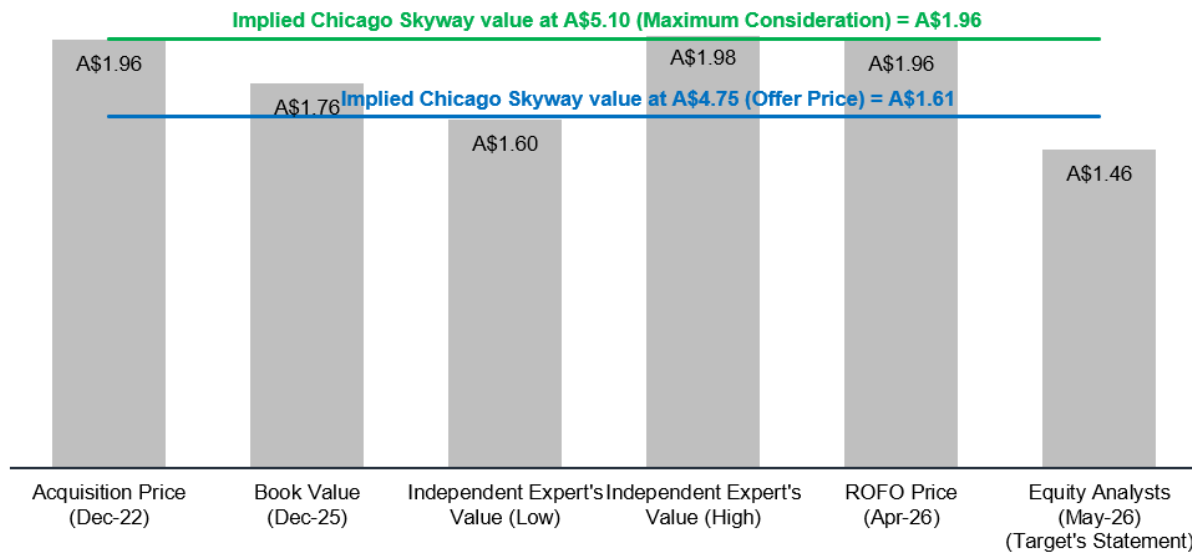 Implied Chicago Skyway value at A$5.10 (Maximum Consideration) = A$1.96
A$1.96
A$1.76
Implied Chicago Skyway value at A$4.75 (Offer Price) = A$1.61
A$1.60
A$1.98
A$1.96
A$1.46
Acquisition Price
(Dec-22)
Book Value
(Dec-25)
Independent Expert's
Value (Low)
Independent Expert's
Value (High)
ROFO Price
(Apr-26)
Equity Analysts
(May-26)
(Target's Statement)